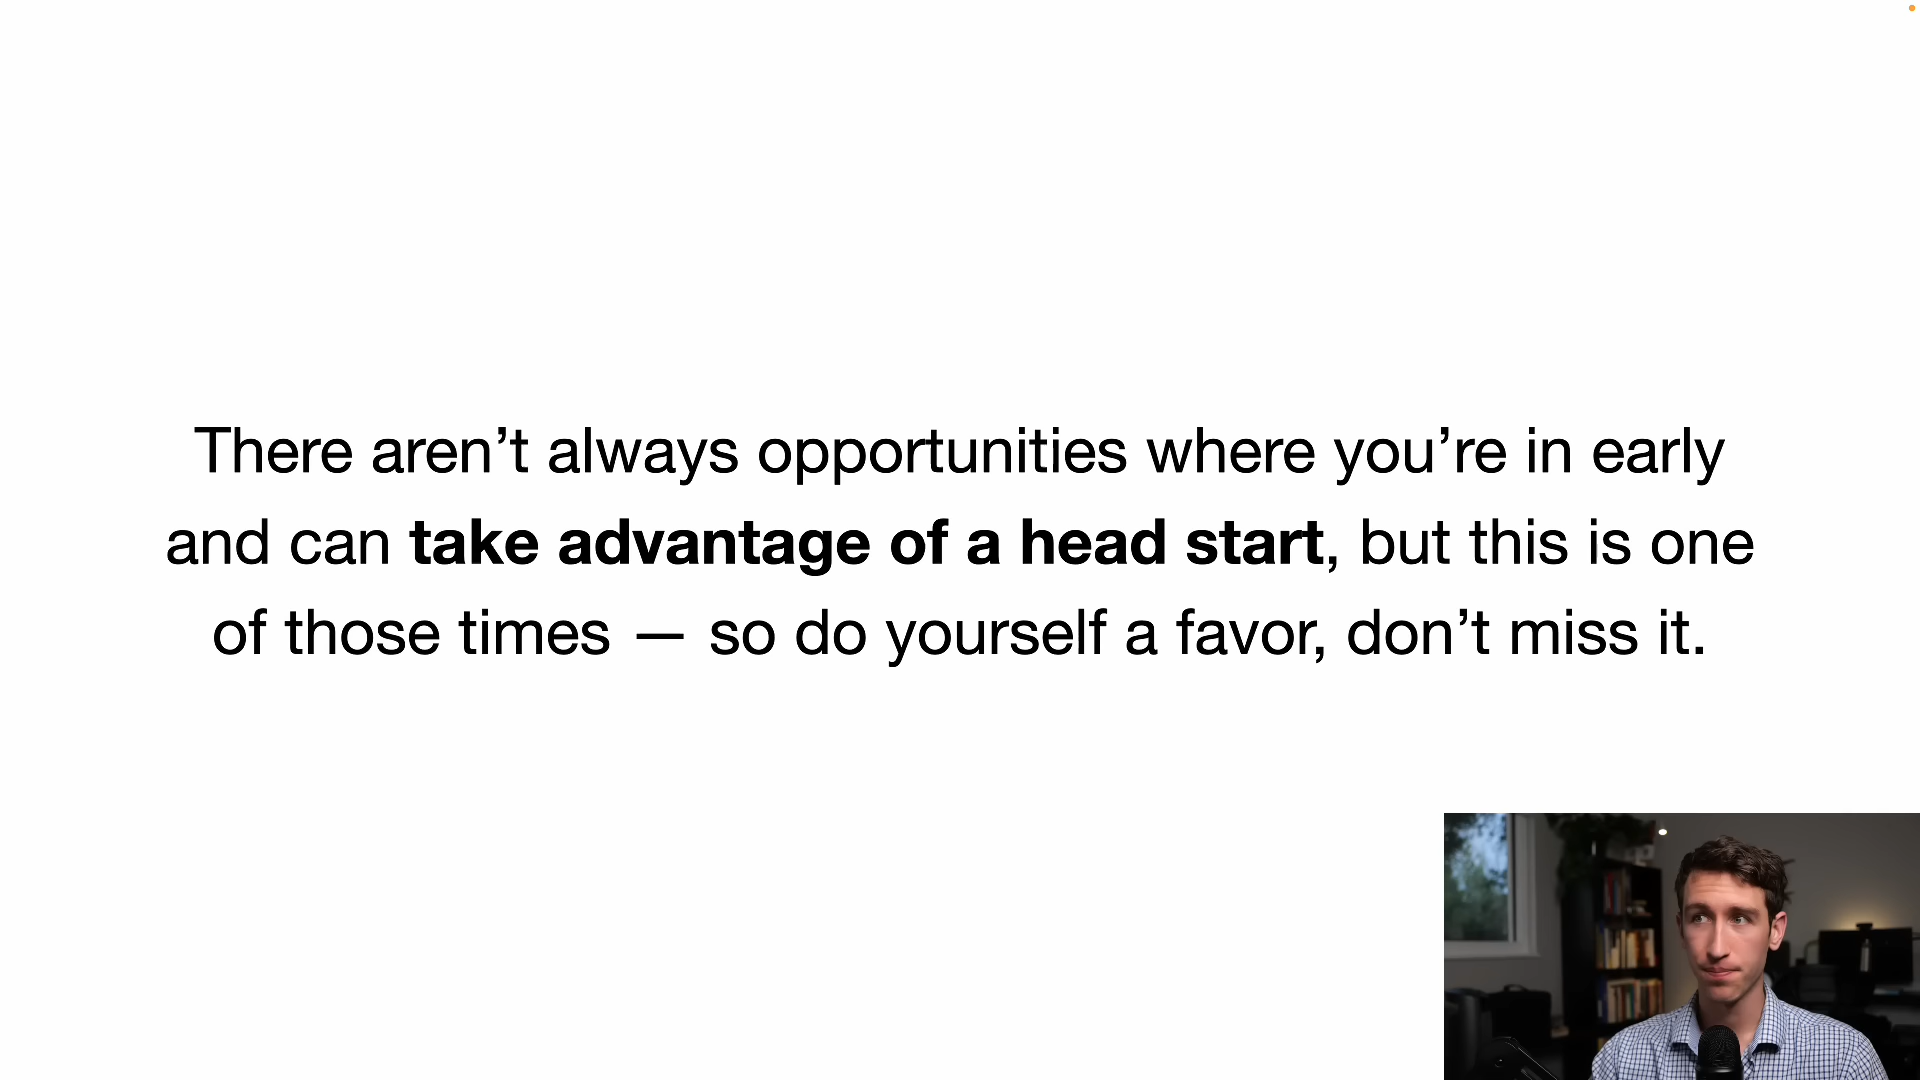 There aren’t always opportunities where you’re in early
and can take advantage of a head start, but this is one
of those times — so do yourself a favor, don’t miss it.